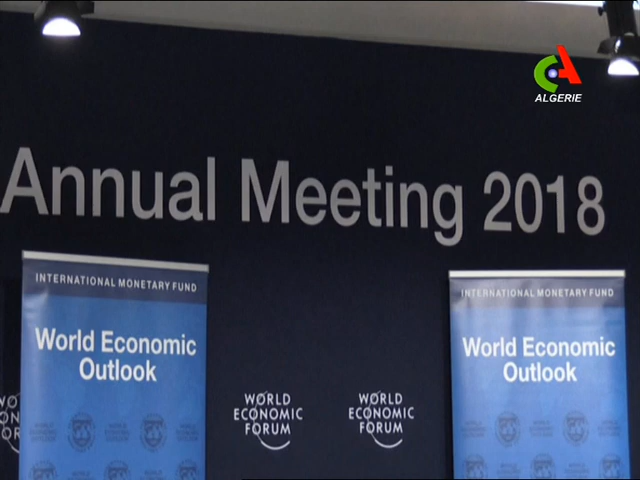 ALGERIE
Annual Meeting 2018
INTERNATIONAL MONETARY FUND
World Economic
Outlook
INTERNATIONAL MONETARY FUND
World Economic
Outlook
WORLD
ECONOMIC
FORUM
WORLD
ECONOMIC
FORUM